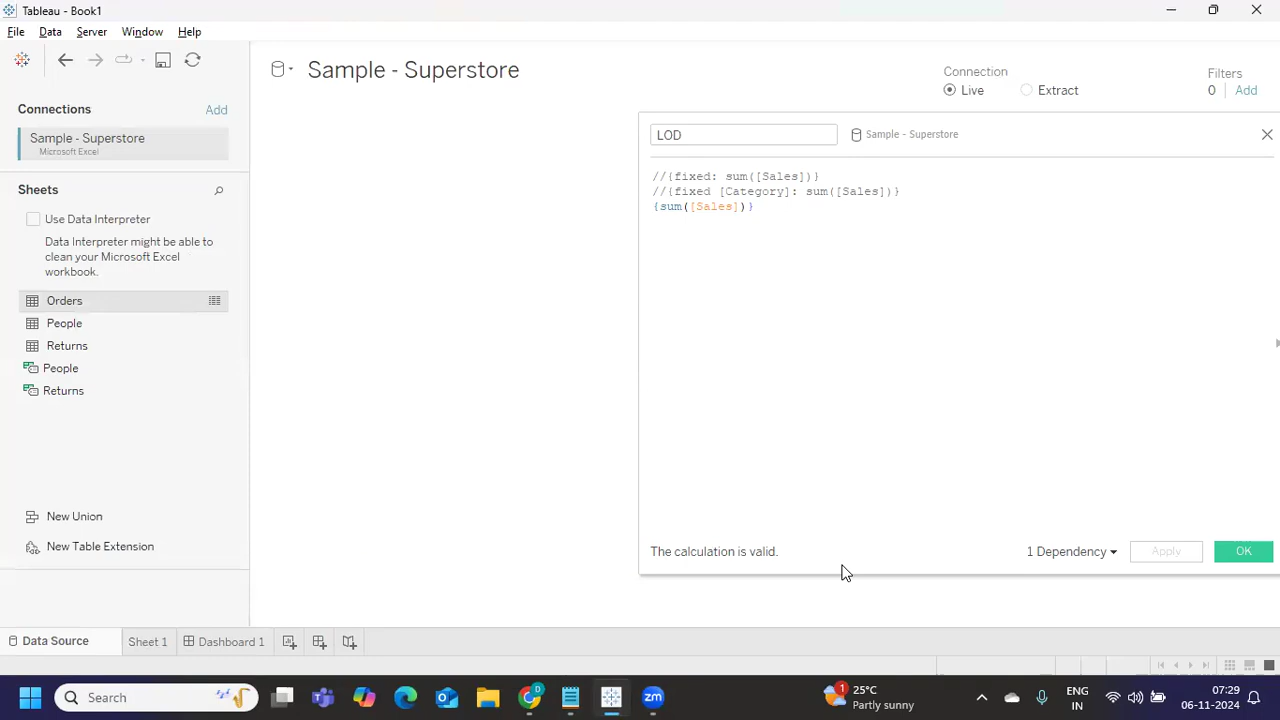 Tableau - Book1
File Data Server Window Help
Sample - Superstore
Connection
Live Extract
Filters
0 Add
Connections Add
Sample - Superstore
Microsoft Excel
Sheets
Use Data Interpreter
Data Interpreter might be able to
clean your Microsoft Excel
workbook.
Orders
People
Returns
People
Returns
New Union
New Table Extension
LOD Sample - Superstore
//{fixed: sum([Sales])}
//{fixed [Category]: sum([Sales])}
{sum([Sales])}
The calculation is valid. 1 Dependency Apply OK
Data Source Sheet 1 Dashboard 1
Search
1
25°C
Partly sunny
D
zm
ENG
IN
07:29
06-11-2024